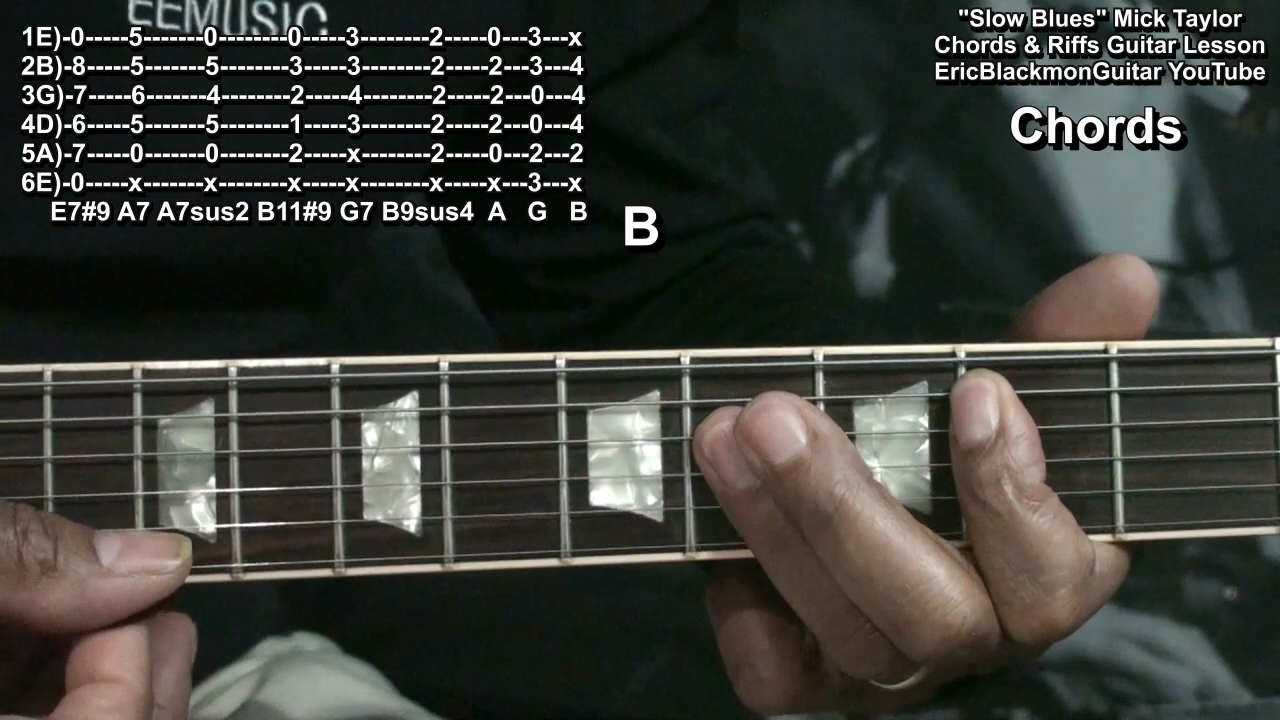 EEMUSIC.
1E)-0-----5-------0--------0-----3--------2-----0---3---x
2B)-8-----5-------5--------3-----3--------2-----2---3---4
3G)-7-----6-------4--------2-----4--------2-----2---0---4
4D)-6-----5-------5--------1-----3--------2-----2---0---4
5A)-7-----0-------0--------2-----x--------2-----0---2---2
6E)-0-----x-------x--------x-----x--------x-----x---3---x
E7#9 A7 A7sus2 B11#9 G7 B9sus4 A G B
"Slow Blues" Mick Taylor
Chords & Riffs Guitar Lesson
EricBlackmonGuitar YouTube
Chords
B